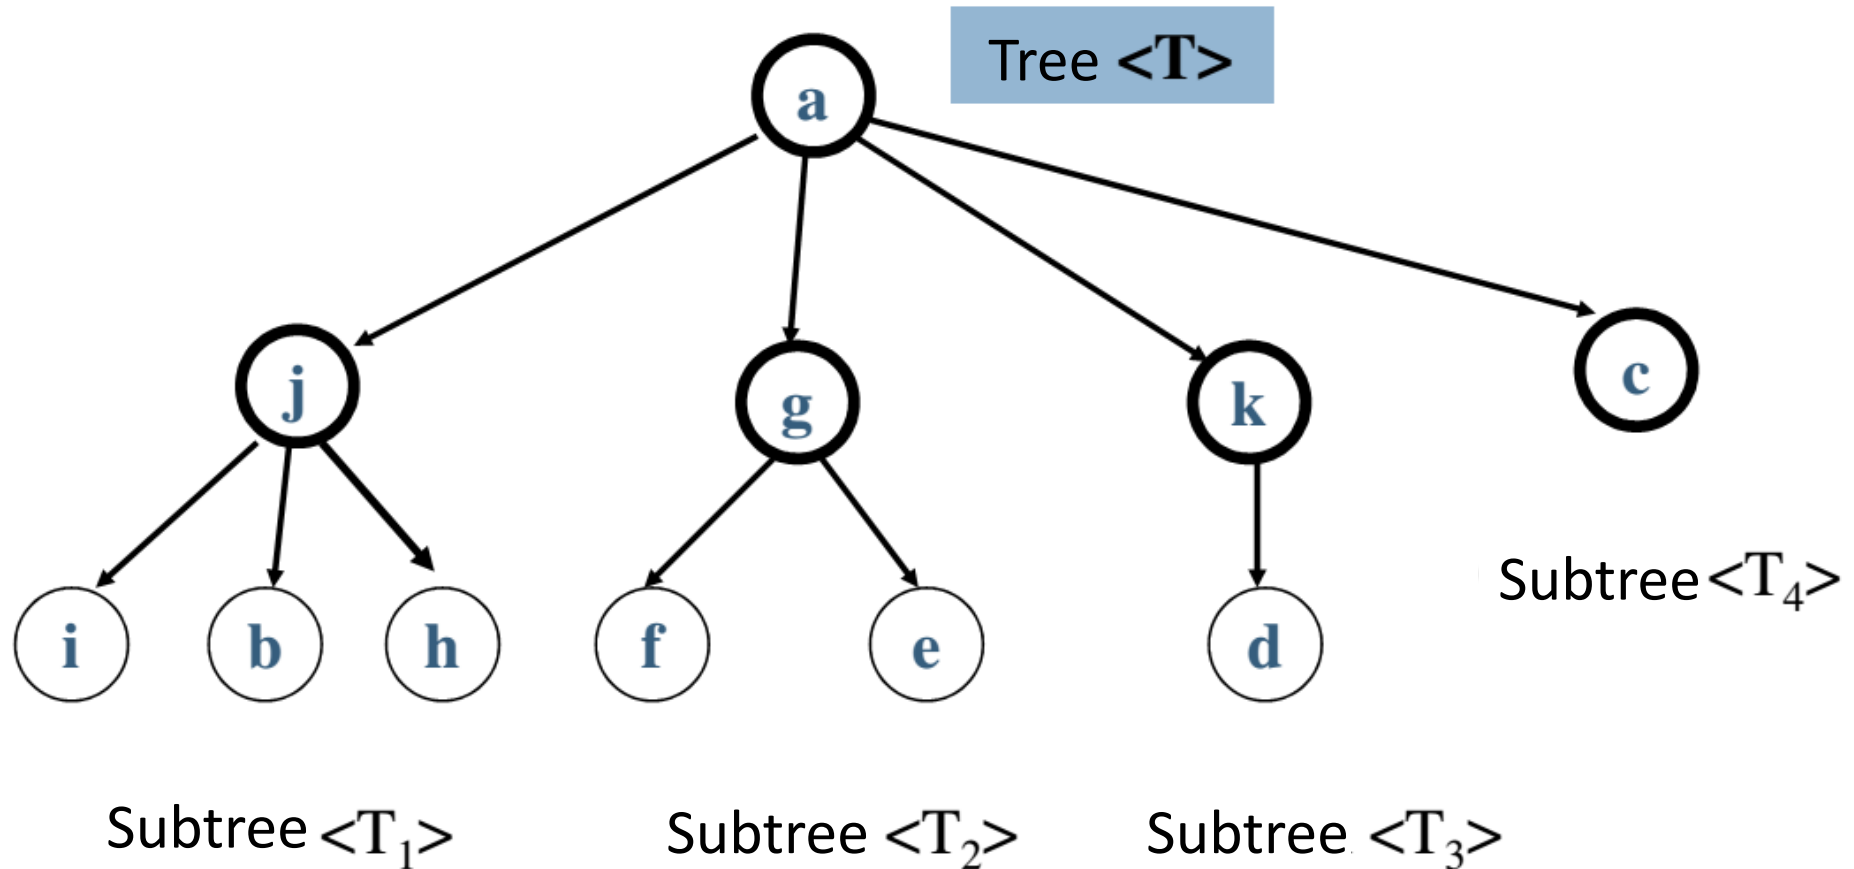 Tree <T>
a
j
g
k
c
i
b
h
f
e
d
Subtree <T₄>
Subtree <T₁>
Subtree <T₂>
Subtree <T₃>